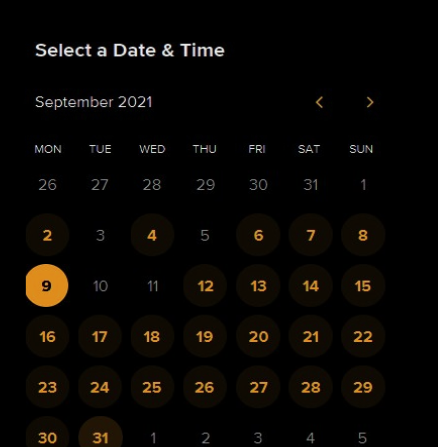 Select a Date & Time
September 2021
MON TUE WED THU FRI SAT SUN
26 27 28 29 30 31 1
2 3 4 5 6 7 8
9 10 11 12 13 14 15
16 17 18 19 20 21 22
23 24 25 26 27 28 29
30 31 1 2 3 4 5